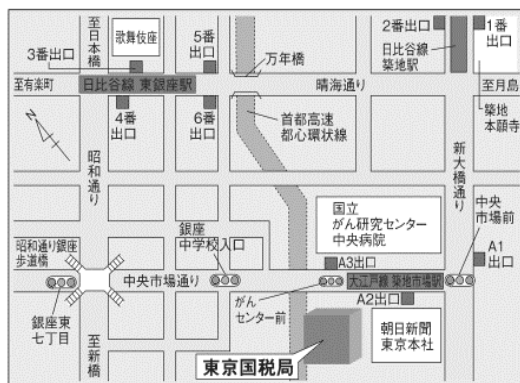 至日本橋
歌舞伎座
3番出口
5番
出口
万年橋
2番出口
1番
出口
日比谷線
築地駅
至有楽町
日比谷線 東銀座駅
晴海通り
至月島
4番
出口
6番
出口
首都高速
都心環状線
築地
本願寺
昭和通り
新大橋通り
国立
がん研究センター
中央病院
中央
市場前
銀座
中学校入口
昭和通り銀座
歩道橋
中央市場通り
A3出口
A1
出口
大江戸線 築地市場駅
がん
センター前
A2出口
銀座東
七丁目
至新橋
朝日新聞
東京本社
東京国税局